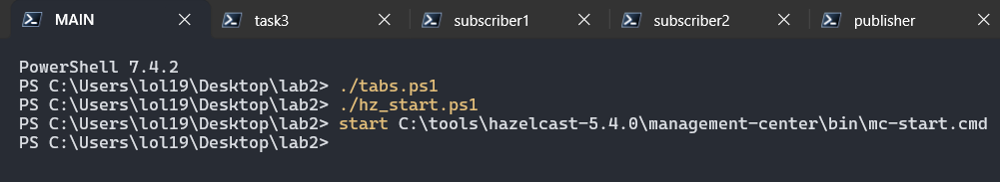 MAIN task3 subscriber1 subscriber2 publisher
PowerShell 7.4.2
PS C:\Users\lol19\Desktop\lab2> ./tabs.ps1
PS C:\Users\lol19\Desktop\lab2> ./hz_start.ps1
PS C:\Users\lol19\Desktop\lab2> start C:\tools\hazelcast-5.4.0\management-center\bin\mc-start.cmd
PS C:\Users\lol19\Desktop\lab2>